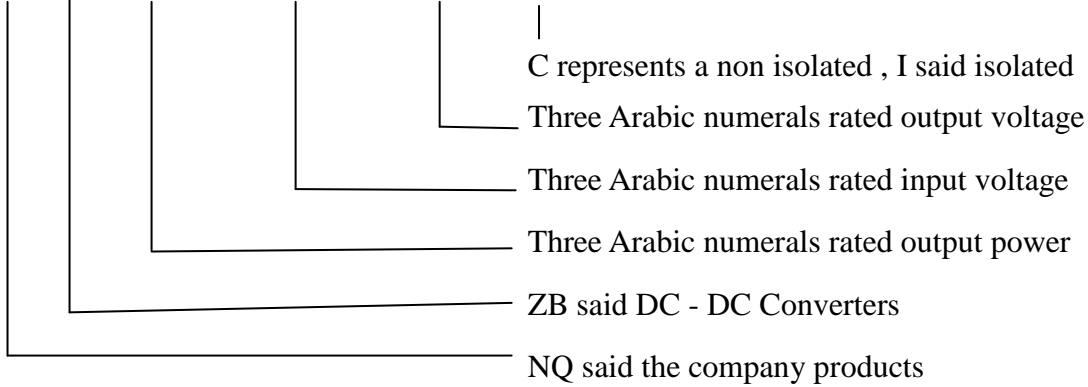 C represents a non isolated , I said isolated
Three Arabic numerals rated output voltage
Three Arabic numerals rated input voltage
Three Arabic numerals rated output power
ZB said DC - DC Converters
NQ said the company products